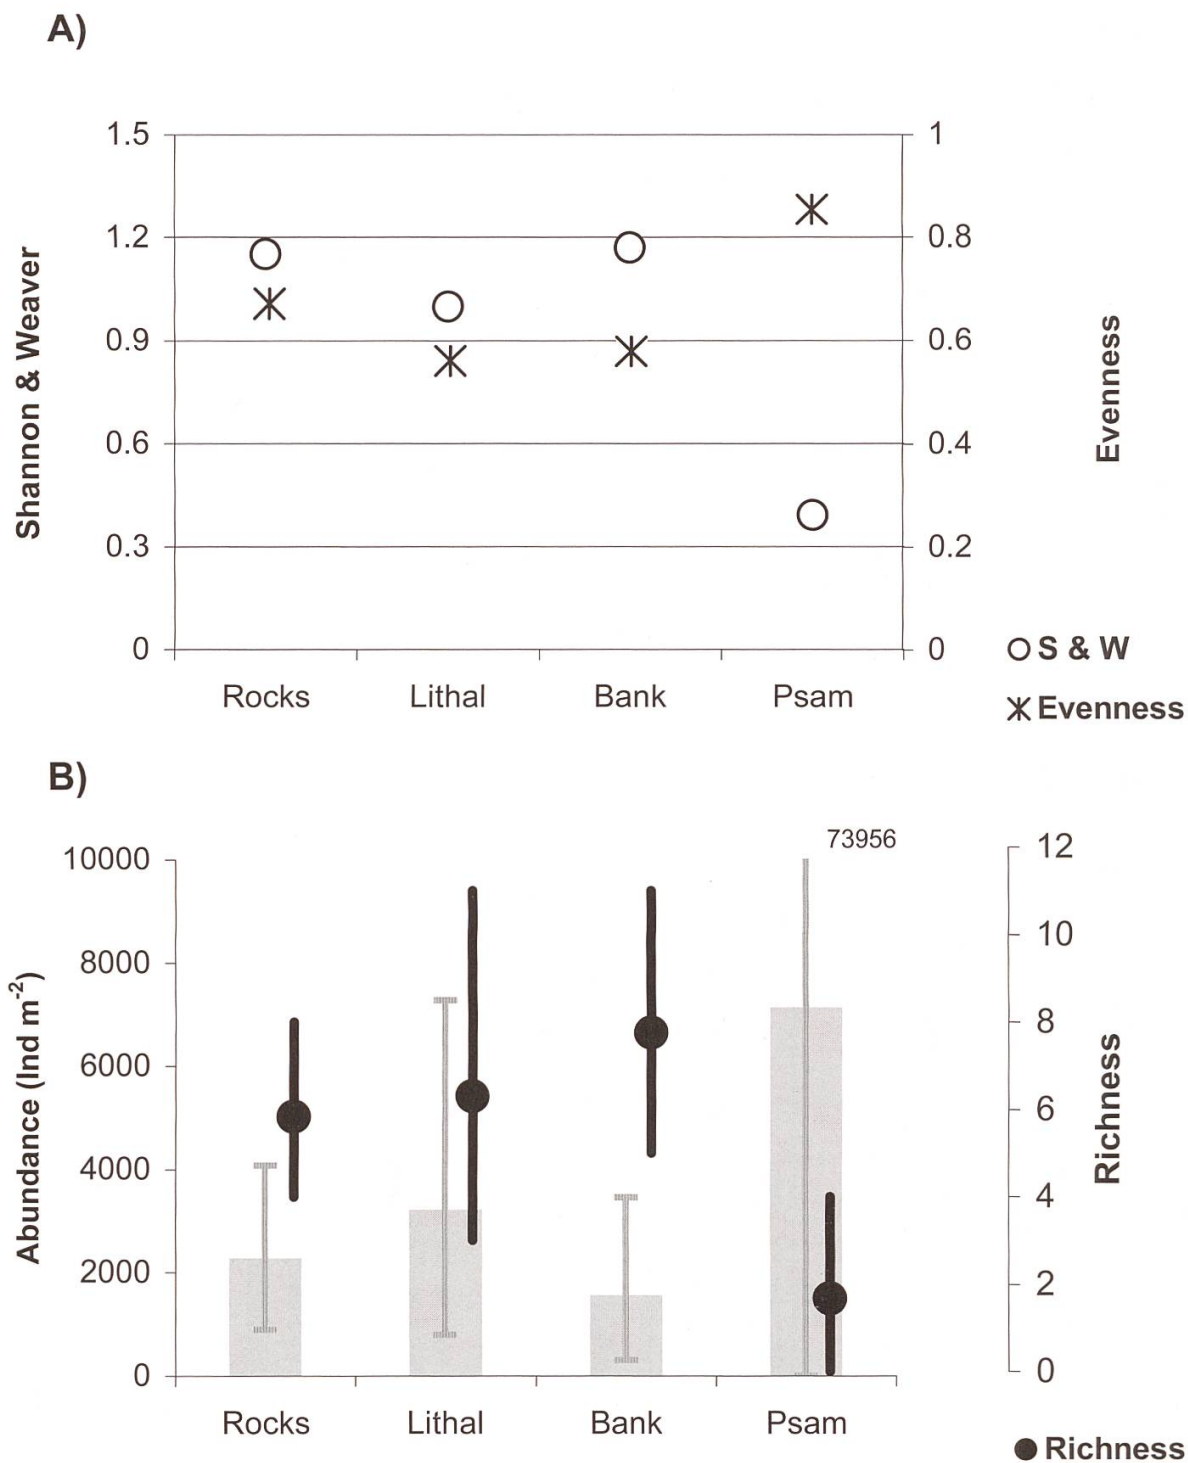 A)
1.5
1.2
0.9
0.6
0.3
0
Shannon & Weaver
1
0.8
0.6
0.4
0.2
0
Evenness
Rocks Lithal Bank Psam
S & W
Evenness
B)
73956
10000
8000
6000
4000
2000
0
Abundance (Ind m⁻²)
12
10
8
6
4
2
0
Richness
Rocks Lithal Bank Psam
Richness